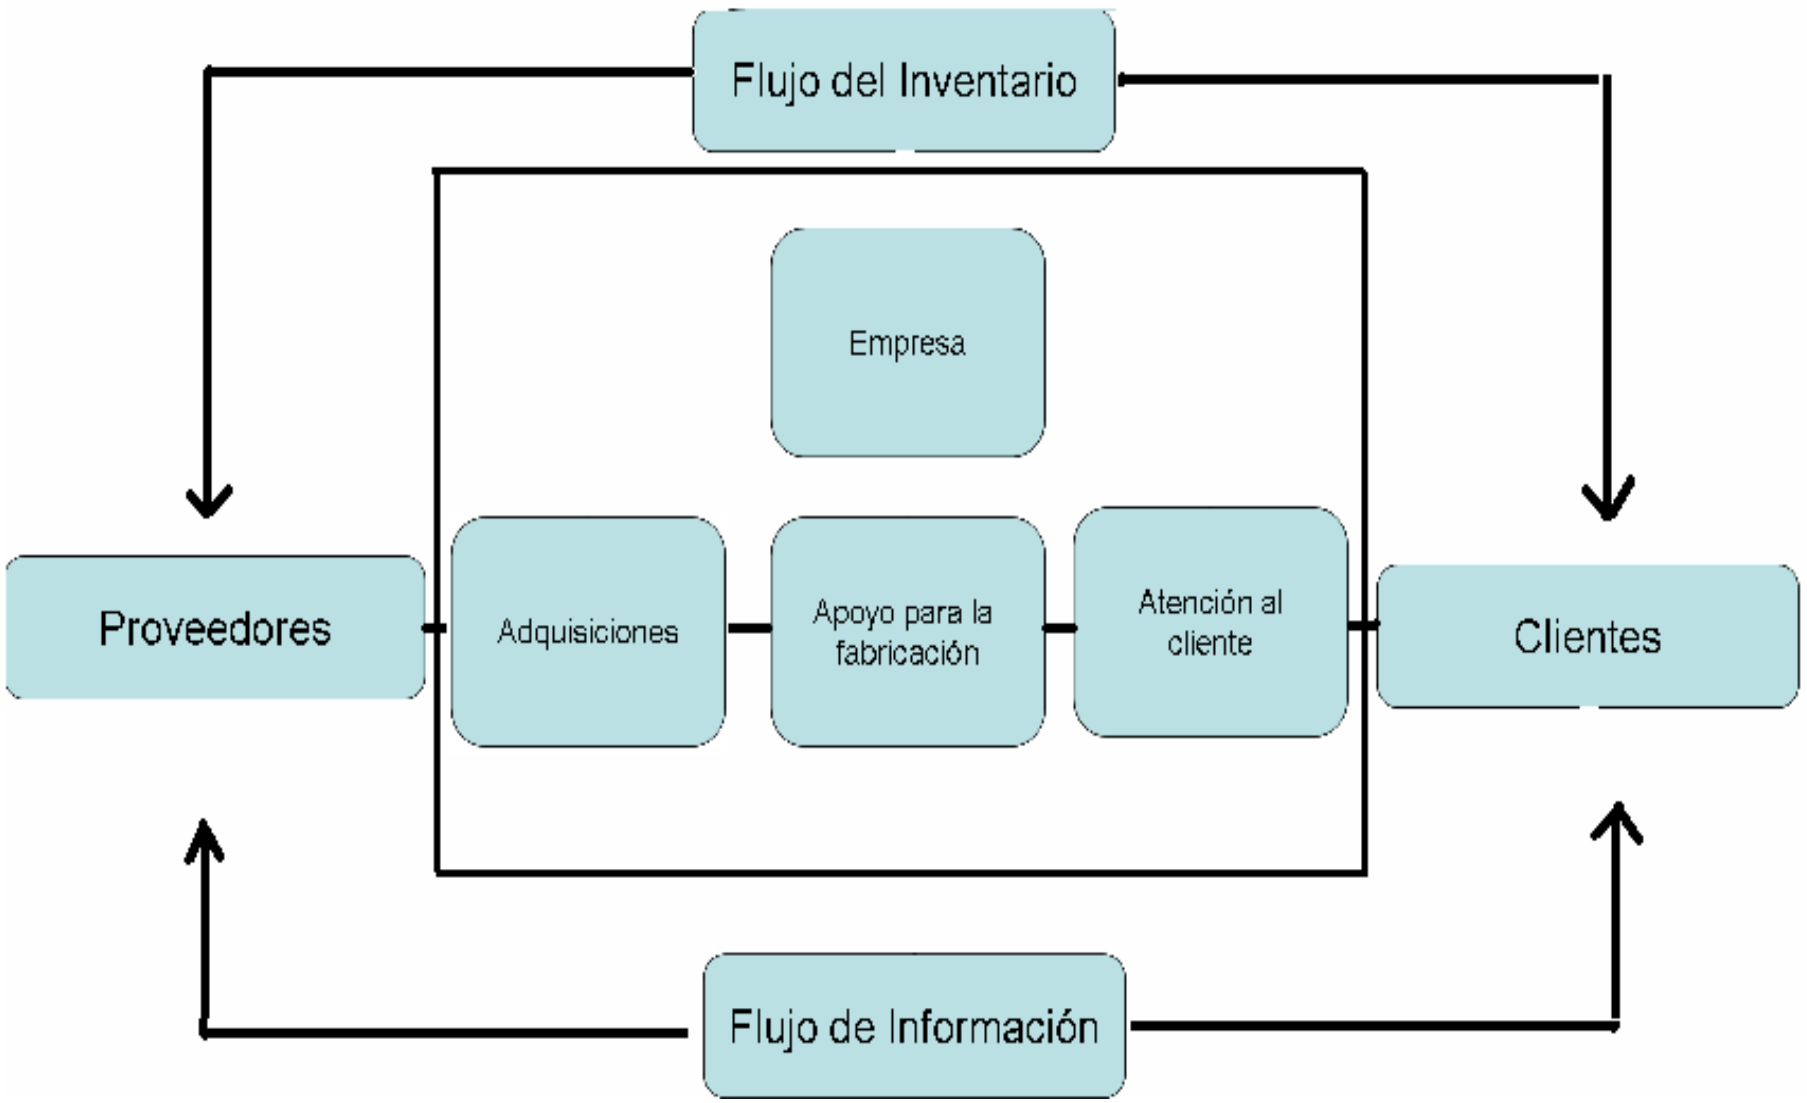 Flujo del Inventario
Empresa
Proveedores
Adquisiciones
Apoyo para la
fabricación
Atención al
cliente
Clientes
Flujo de Información